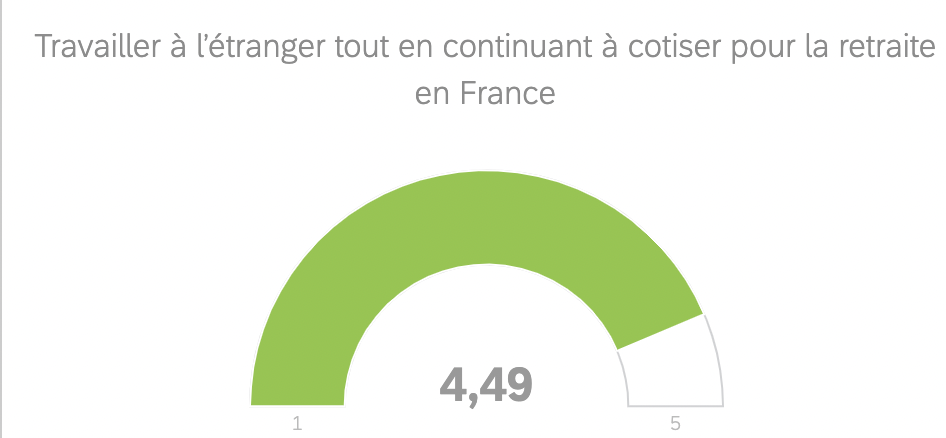 Travailler à l’étranger tout en continuant à cotiser pour la retraite
en France
4,49
1
5